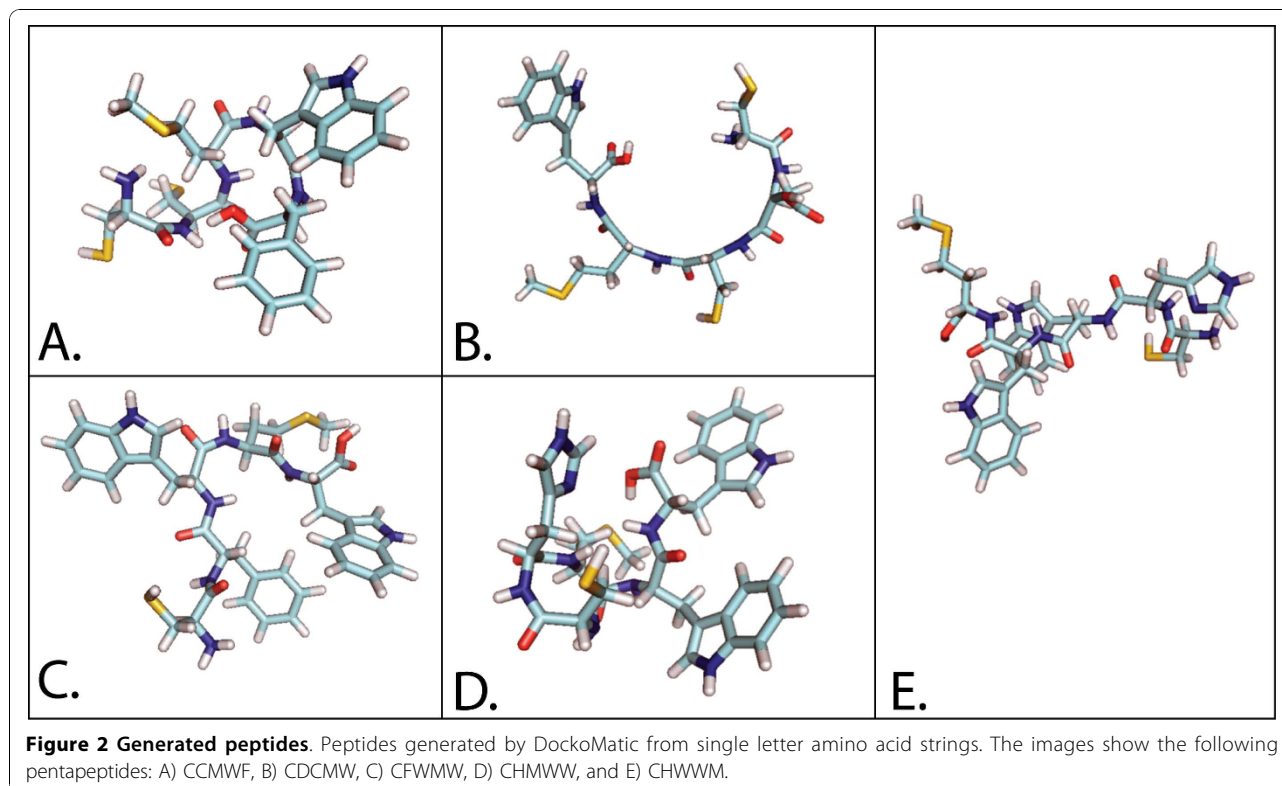 A.
B.
C.
D.
E.
Figure 2 Generated peptides. Peptides generated by DockoMatic from single letter amino acid strings. The images show the following
pentapeptides: A) CCMWF, B) CDCMW, C) CFWMW, D) CHMWW, and E) CHWWM.